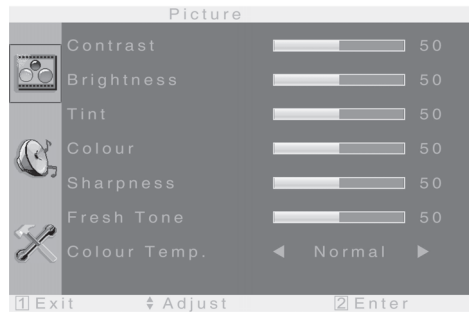 Picture
Contrast 50
Brightness 50
Tint 50
Colour 50
Sharpness 50
Fresh Tone 50
Colour Temp. ◀ Normal ▶
1 Exit ▲▼ Adjust 2 Enter